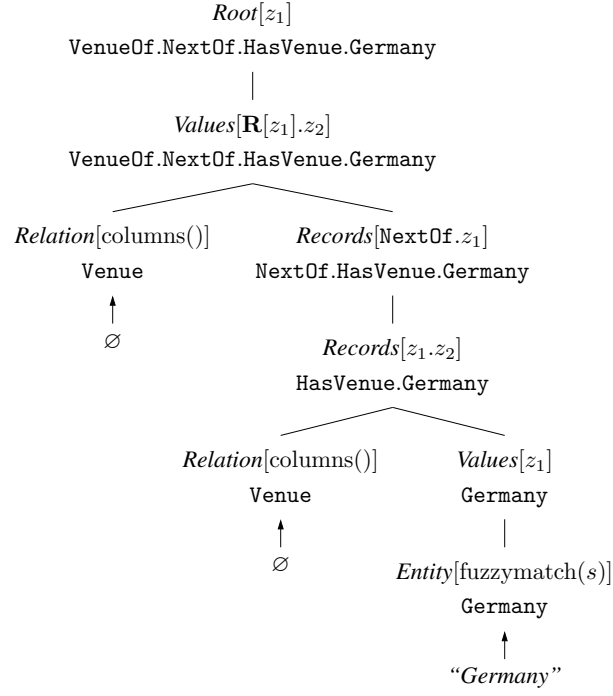 Root[z₁]
VenueOf.NextOf.HasVenue.Germany
Values[R[z₁].z₂]
VenueOf.NextOf.HasVenue.Germany
Relation[columns()] Records[NextOf.z₁]
Venue NextOf.HasVenue.Germany
∅
Records[z₁.z₂]
HasVenue.Germany
Relation[columns()] Values[z₁]
Venue Germany
∅
Entity[fuzzymatch(s)]
Germany
“Germany”